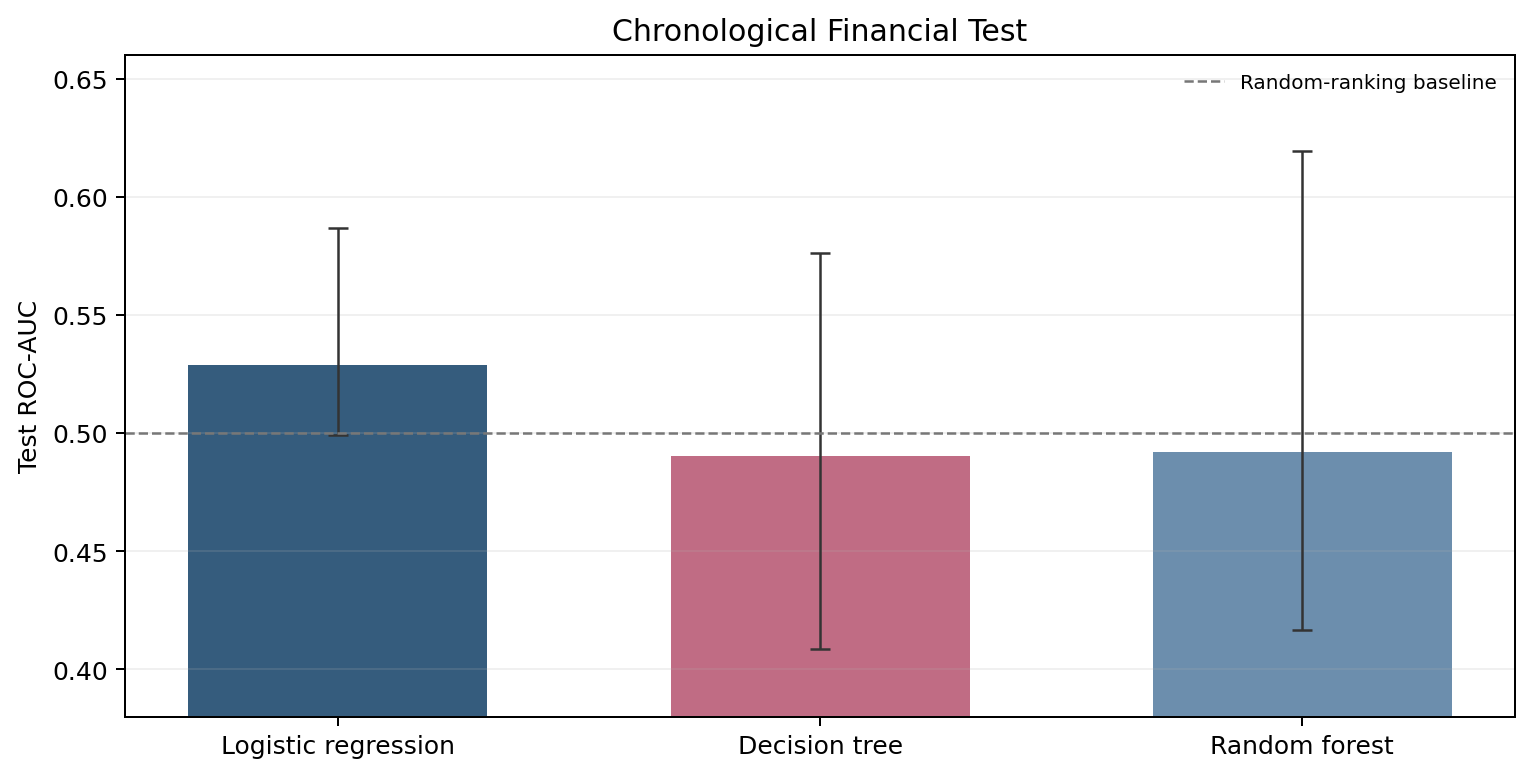 Chronological Financial Test
Random-ranking baseline
Test ROC-AUC
0.65
0.60
0.55
0.50
0.45
0.40
Logistic regression
Decision tree
Random forest